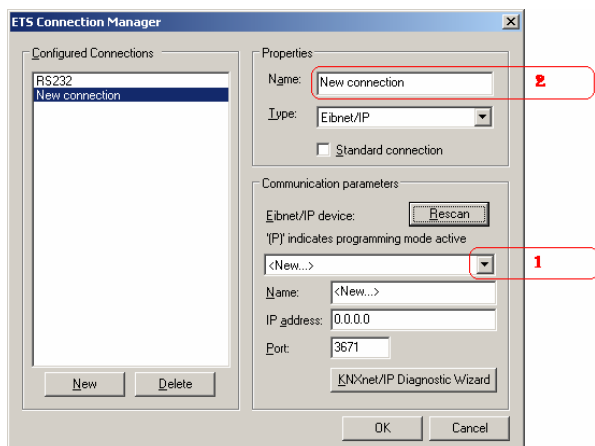 ETS Connection Manager
Configured Connections
RS232
New connection
New
Delete
Properties
Name: New connection
2
Type: Eibnet/IP
Standard connection
Communication parameters
Eibnet/IP device: Rescan
'(P)' indicates programming mode active
<New...>
1
Name: <New...>
IP address: 0.0.0.0
Port: 3671
KNXnet/IP Diagnostic Wizard
OK
Cancel